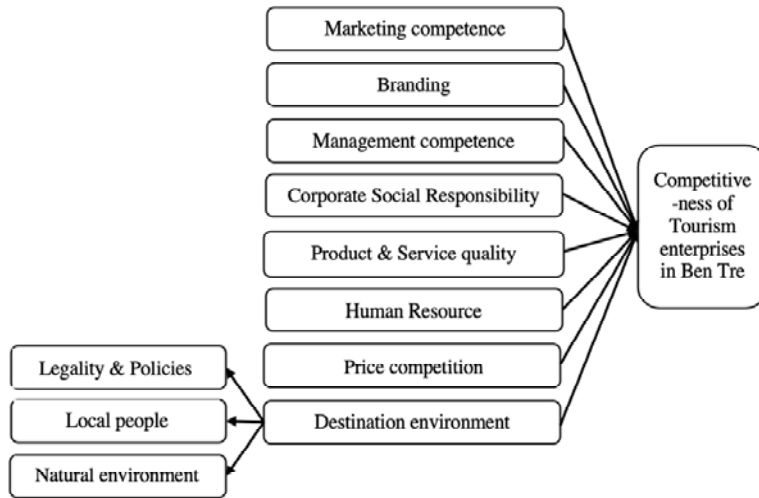 Marketing competence
Branding
Management competence
Corporate Social Responsibility
Product & Service quality
Human Resource
Price competition
Destination environment
Legality & Policies
Local people
Natural environment
Competitive
-ness of
Tourism
enterprises
in Ben Tre